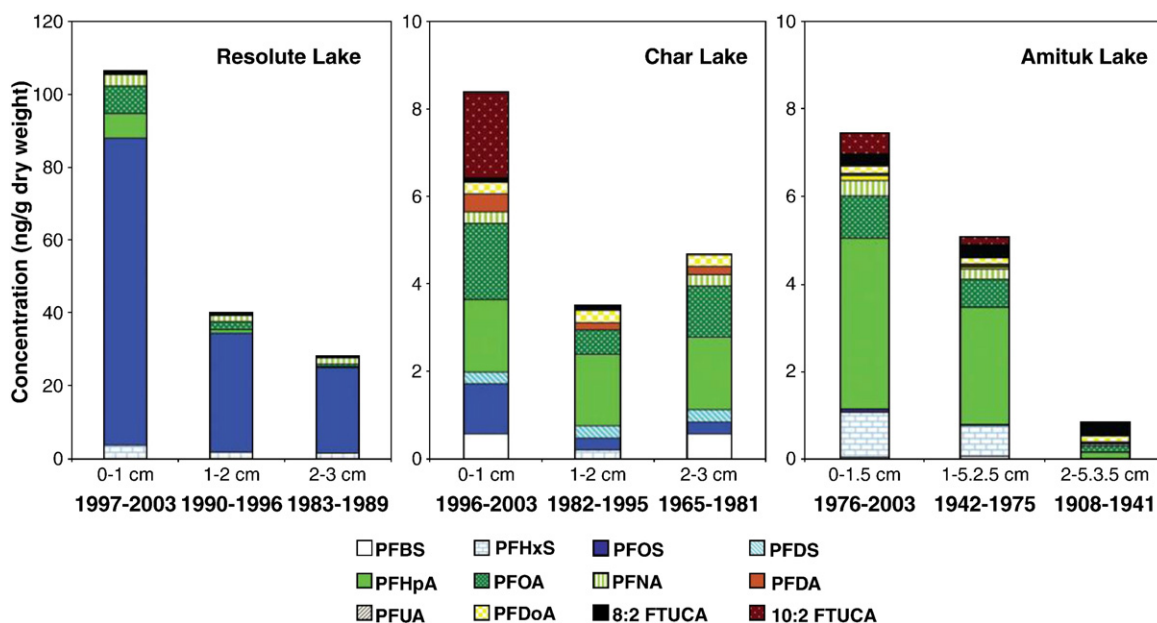 Concentration (ng/g dry weight)
120
100
80
60
40
20
0
Resolute Lake
0-1 cm 1-2 cm 2-3 cm
1997-2003 1990-1996 1983-1989
10
8
6
4
2
0
Char Lake
0-1 cm 1-2 cm 2-3 cm
1996-2003 1982-1995 1965-1981
10
8
6
4
2
0
Amituk Lake
0-1.5 cm 1-5.2.5 cm 2-5.3.5 cm
1976-2003 1942-1975 1908-1941
PFBS PFHxS PFOS PFDS
PFHpA PFOA PFNA PFDA
PFUA PFDoA 8:2 FTUCA 10:2 FTUCA